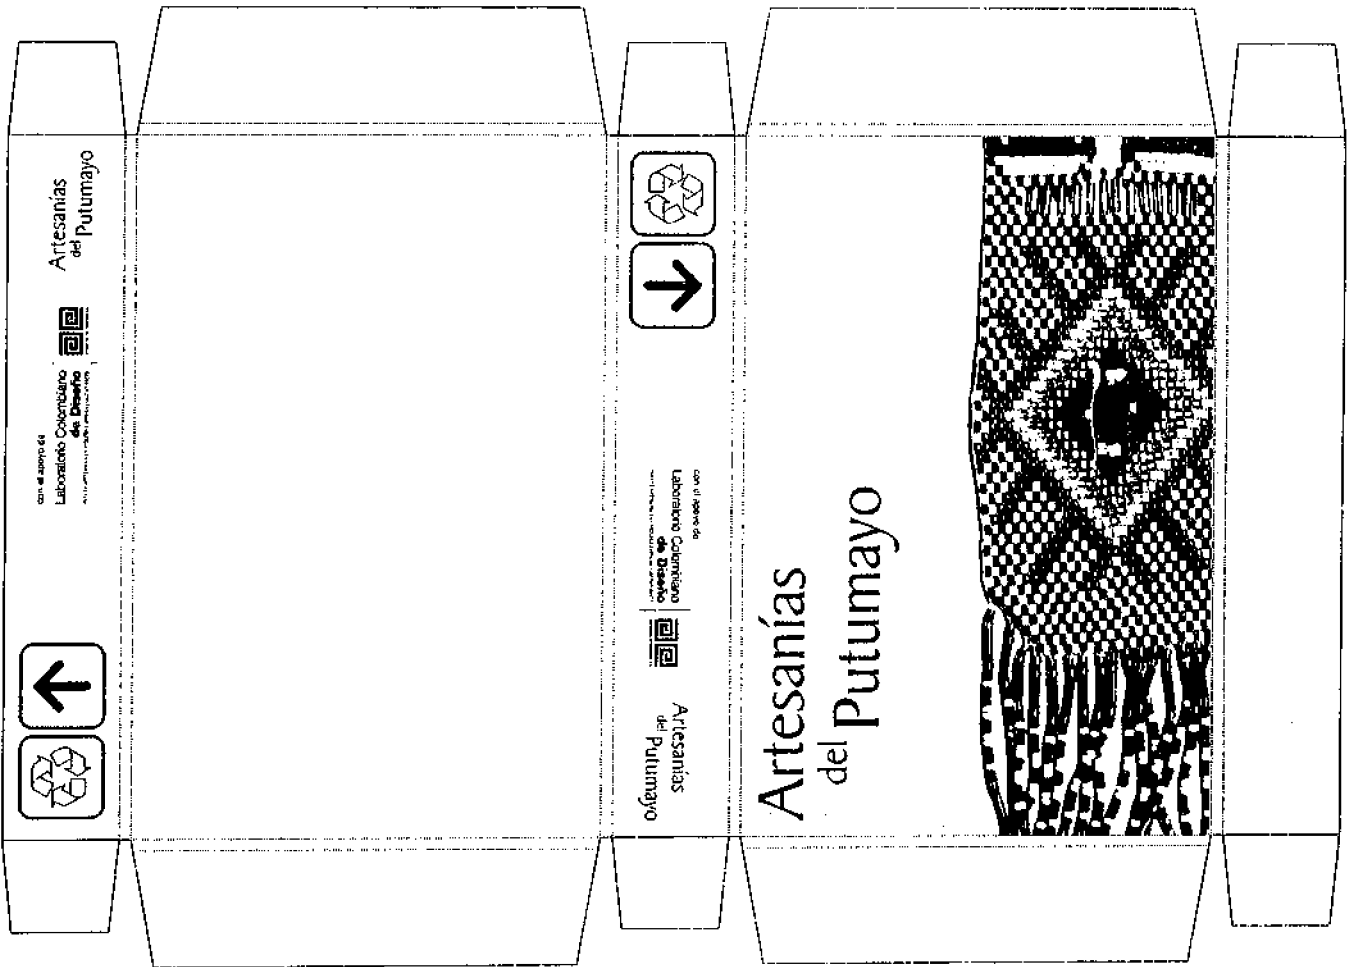 Artesanías
del Putumayo
con el apoyo de
Laboratorio Colombiano
de Diseño
con el apoyo de
Laboratorio Colombiano
de Diseño
Artesanías
del Putumayo
Artesanías
del Putumayo